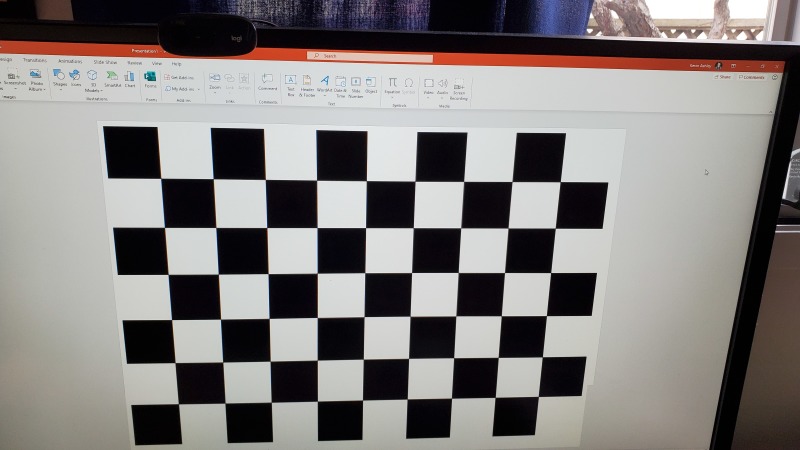 logi
Presentation1
Search
Design Transitions Animations Slide Show Review View Help
Share Comments
Screenshot Photo Album Shapes Icons 3D Models SmartArt Chart Forms Get Add-ins My Add-ins Zoom Link Action Comment Text Box Header & Footer WordArt Date & Time Slide Number Object Equation Symbol Video Audio Screen Recording
Images Illustrations Forms Add-ins Links Comments Text Symbols Media